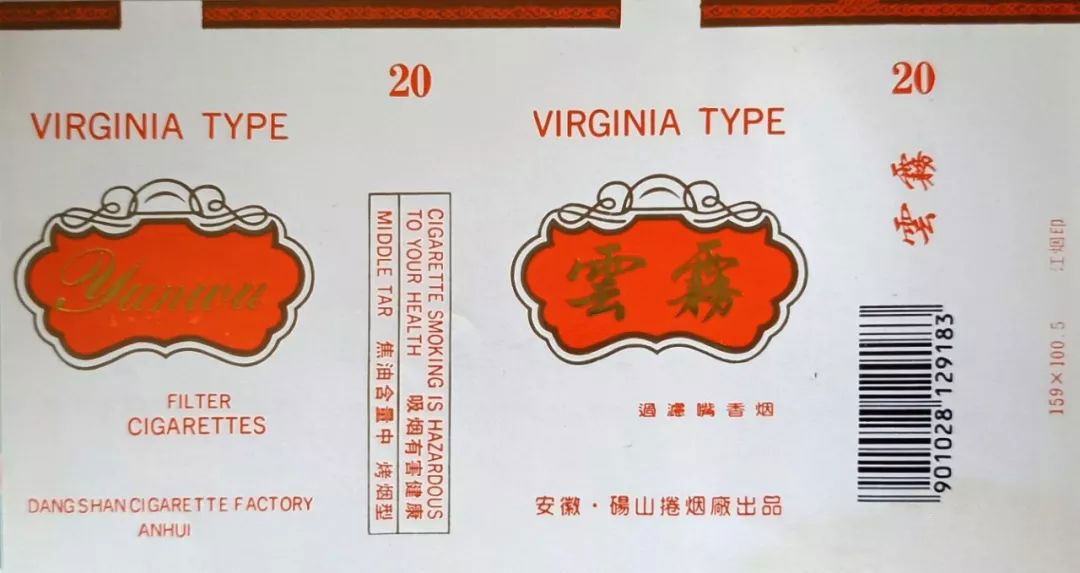 VIRGINIA TYPE
Yunwu
FILTER
CIGARETTES
DANGSHAN CIGARETTE FACTORY
ANHUI
20
CIGARETTE SMOKING IS HAZARDOUS
TO YOUR HEALTH 吸烟有害健康
MIDDLE TAR 焦油含量中 烤烟型
VIRGINIA TYPE
雲霧
過濾嘴香烟
安徽·碭山捲烟廠出品
20
雲霧
901028 129183
159×100.5 江烟印